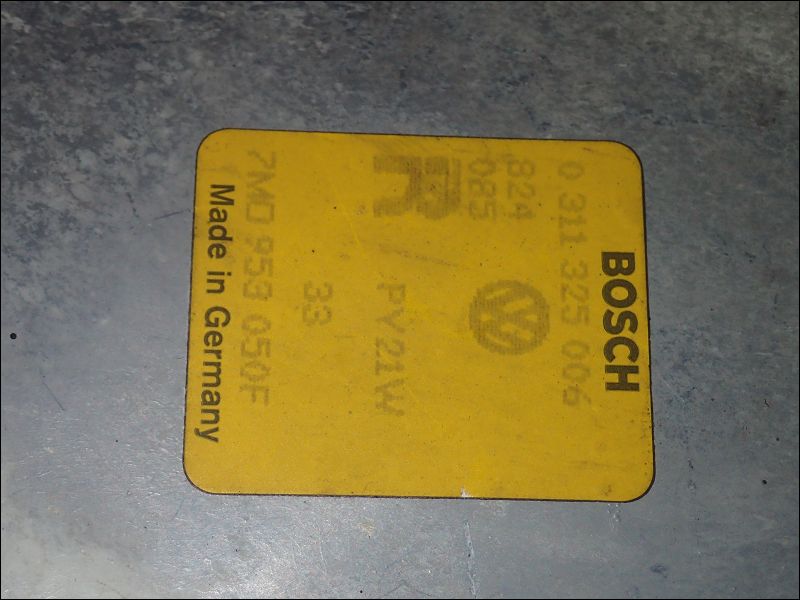 BOSCH
0 311 325 006
824
085
R / PY21W
33
7M0 953 050F
Made in Germany